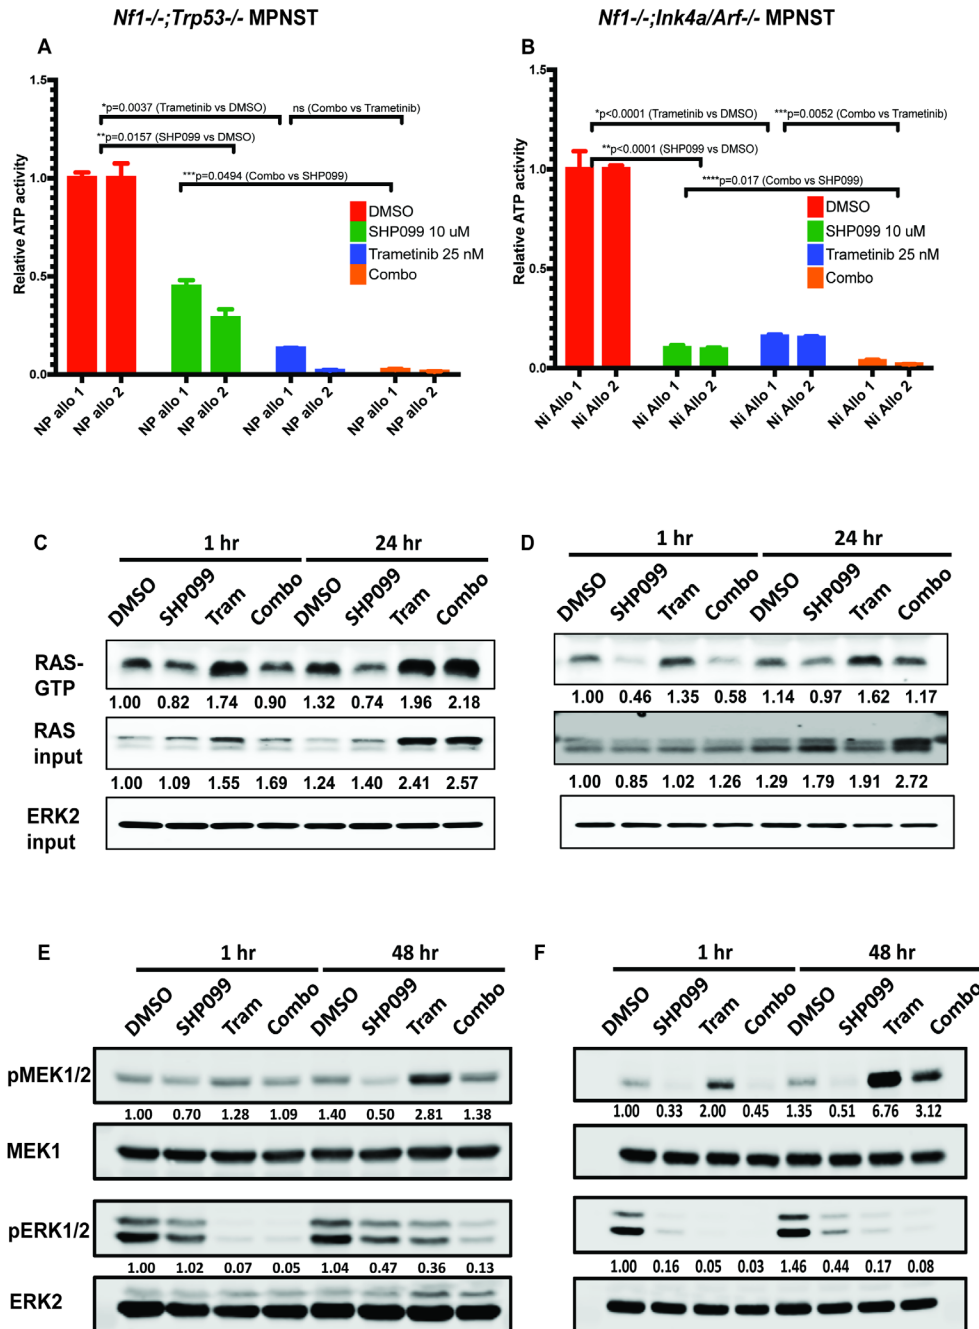 Nf1-/-;Trp53-/- MPNST
Nf1-/-;Ink4a/Arf-/- MPNST
A
1.5
1.0
0.5
0.0
Relative ATP activity
*p=0.0037 (Trametinib vs DMSO)
ns (Combo vs Trametinib)
**p=0.0157 (SHP099 vs DMSO)
***p=0.0494 (Combo vs SHP099)
DMSO
SHP099 10 uM
Trametinib 25 nM
Combo
NP allo 1
NP allo 2
NP allo 1
NP allo 2
NP allo 1
NP allo 2
NP allo 1
NP allo 2
B
1.5
1.0
0.5
0.0
Relative ATP activity
*p<0.0001 (Trametinib vs DMSO)
***p=0.0052 (Combo vs Trametinib)
**p<0.0001 (SHP099 vs DMSO)
****p=0.017 (Combo vs SHP099)
DMSO
SHP099 10 uM
Trametinib 25 nM
Combo
Ni Allo 1
Ni Allo 2
Ni Allo 1
Ni Allo 2
Ni Allo 1
Ni Allo 2
Ni Allo 1
Ni Allo 2
C
1 hr 24 hr
DMSO SHP099 Tram Combo DMSO SHP099 Tram Combo
RAS-
GTP
1.00 0.82 1.74 0.90 1.32 0.74 1.96 2.18
RAS
input
1.00 1.09 1.55 1.69 1.24 1.40 2.41 2.57
ERK2
input
D
1 hr 24 hr
DMSO SHP099 Tram Combo DMSO SHP099 Tram Combo
1.00 0.46 1.35 0.58 1.14 0.97 1.62 1.17
1.00 0.85 1.02 1.26 1.29 1.79 1.91 2.72
E
1 hr 48 hr
DMSO SHP099 Tram Combo DMSO SHP099 Tram Combo
pMEK1/2
1.00 0.70 1.28 1.09 1.40 0.50 2.81 1.38
MEK1
pERK1/2
1.00 1.02 0.07 0.05 1.04 0.47 0.36 0.13
ERK2
F
1 hr 48 hr
DMSO SHP099 Tram Combo DMSO SHP099 Tram Combo
1.00 0.33 2.00 0.45 1.35 0.51 6.76 3.12
1.00 0.16 0.05 0.03 1.46 0.44 0.17 0.08